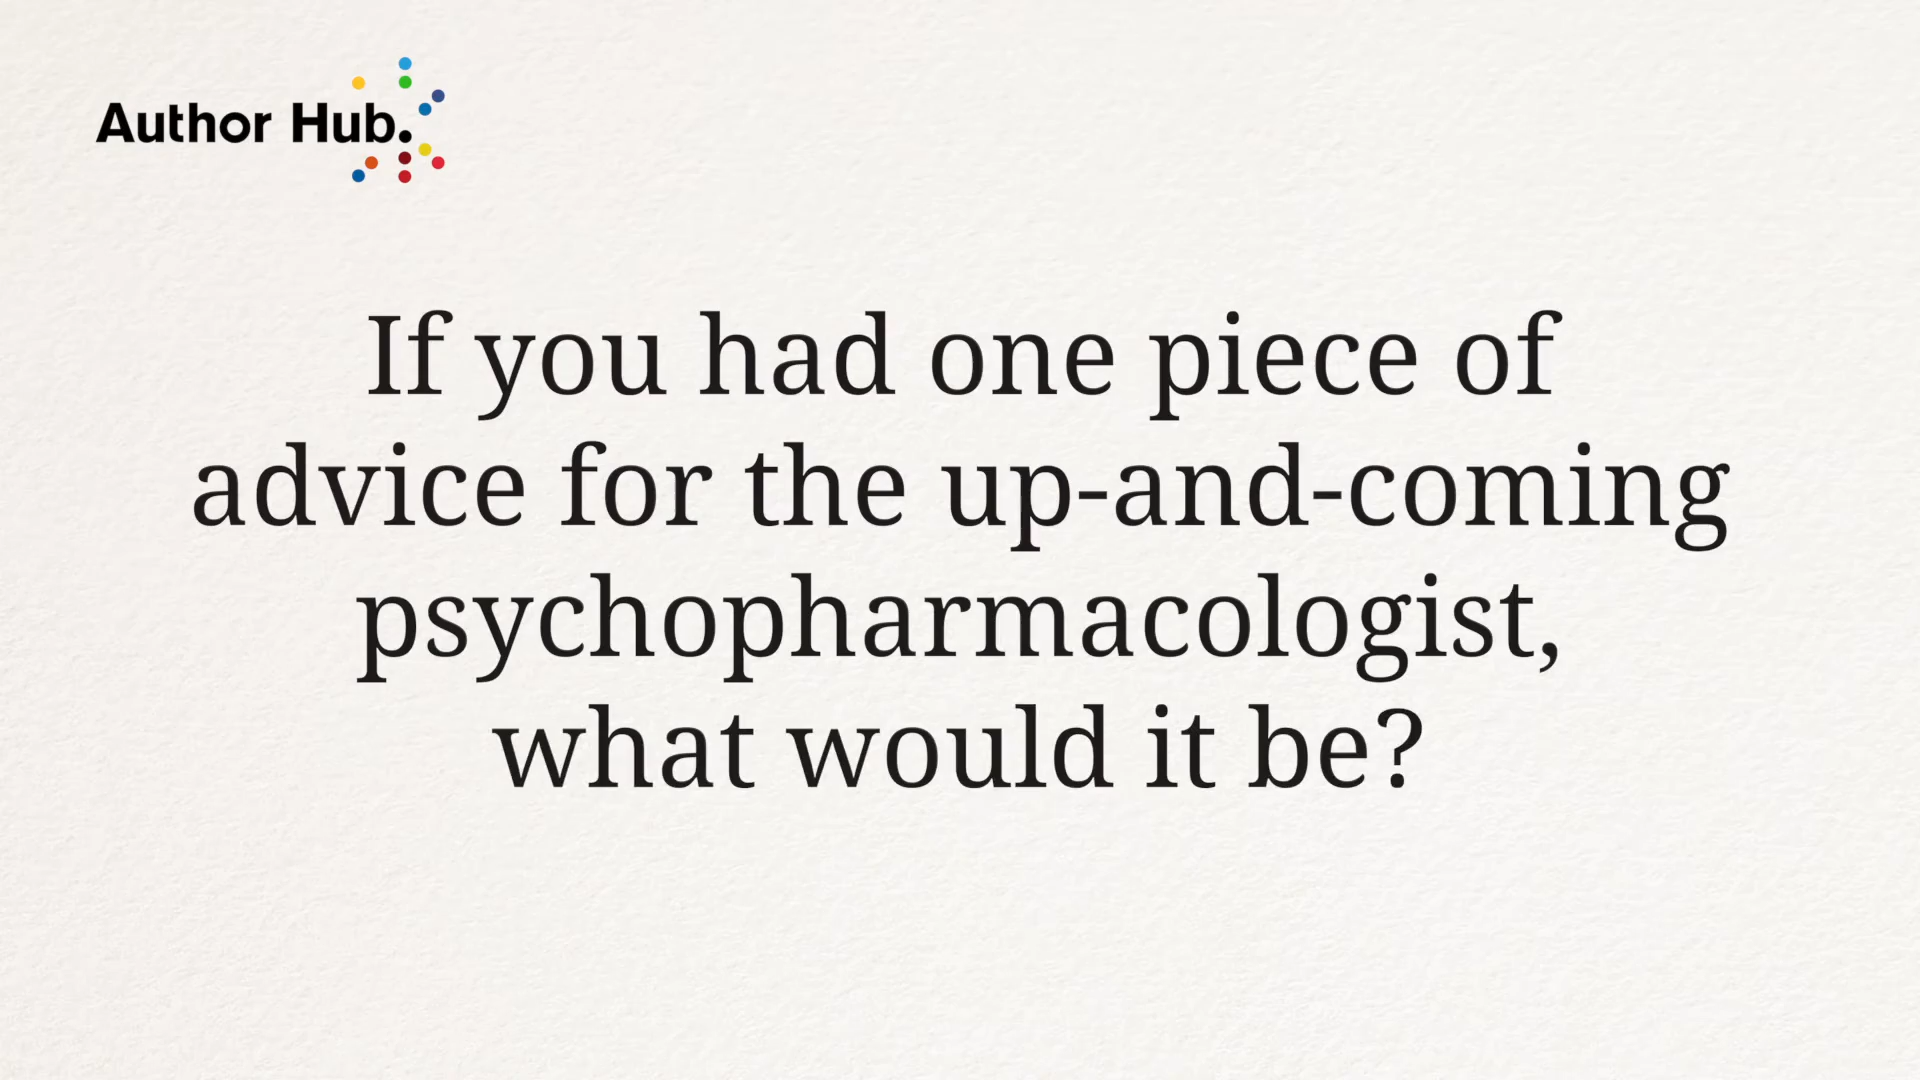 Author Hub.
If you had one piece of
advice for the up-and-coming
psychopharmacologist,
what would it be?